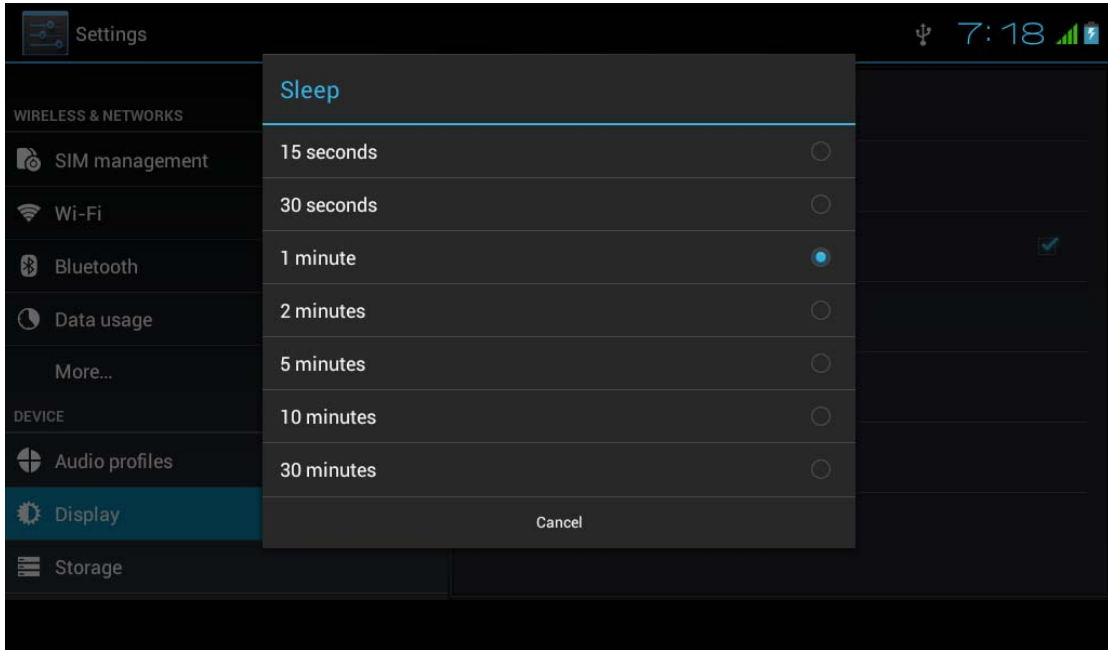 Settings
7:18
WIRELESS & NETWORKS
SIM management
Wi-Fi
Bluetooth
Data usage
More...
DEVICE
Audio profiles
Display
Storage
Sleep
15 seconds
30 seconds
1 minute
2 minutes
5 minutes
10 minutes
30 minutes
Cancel